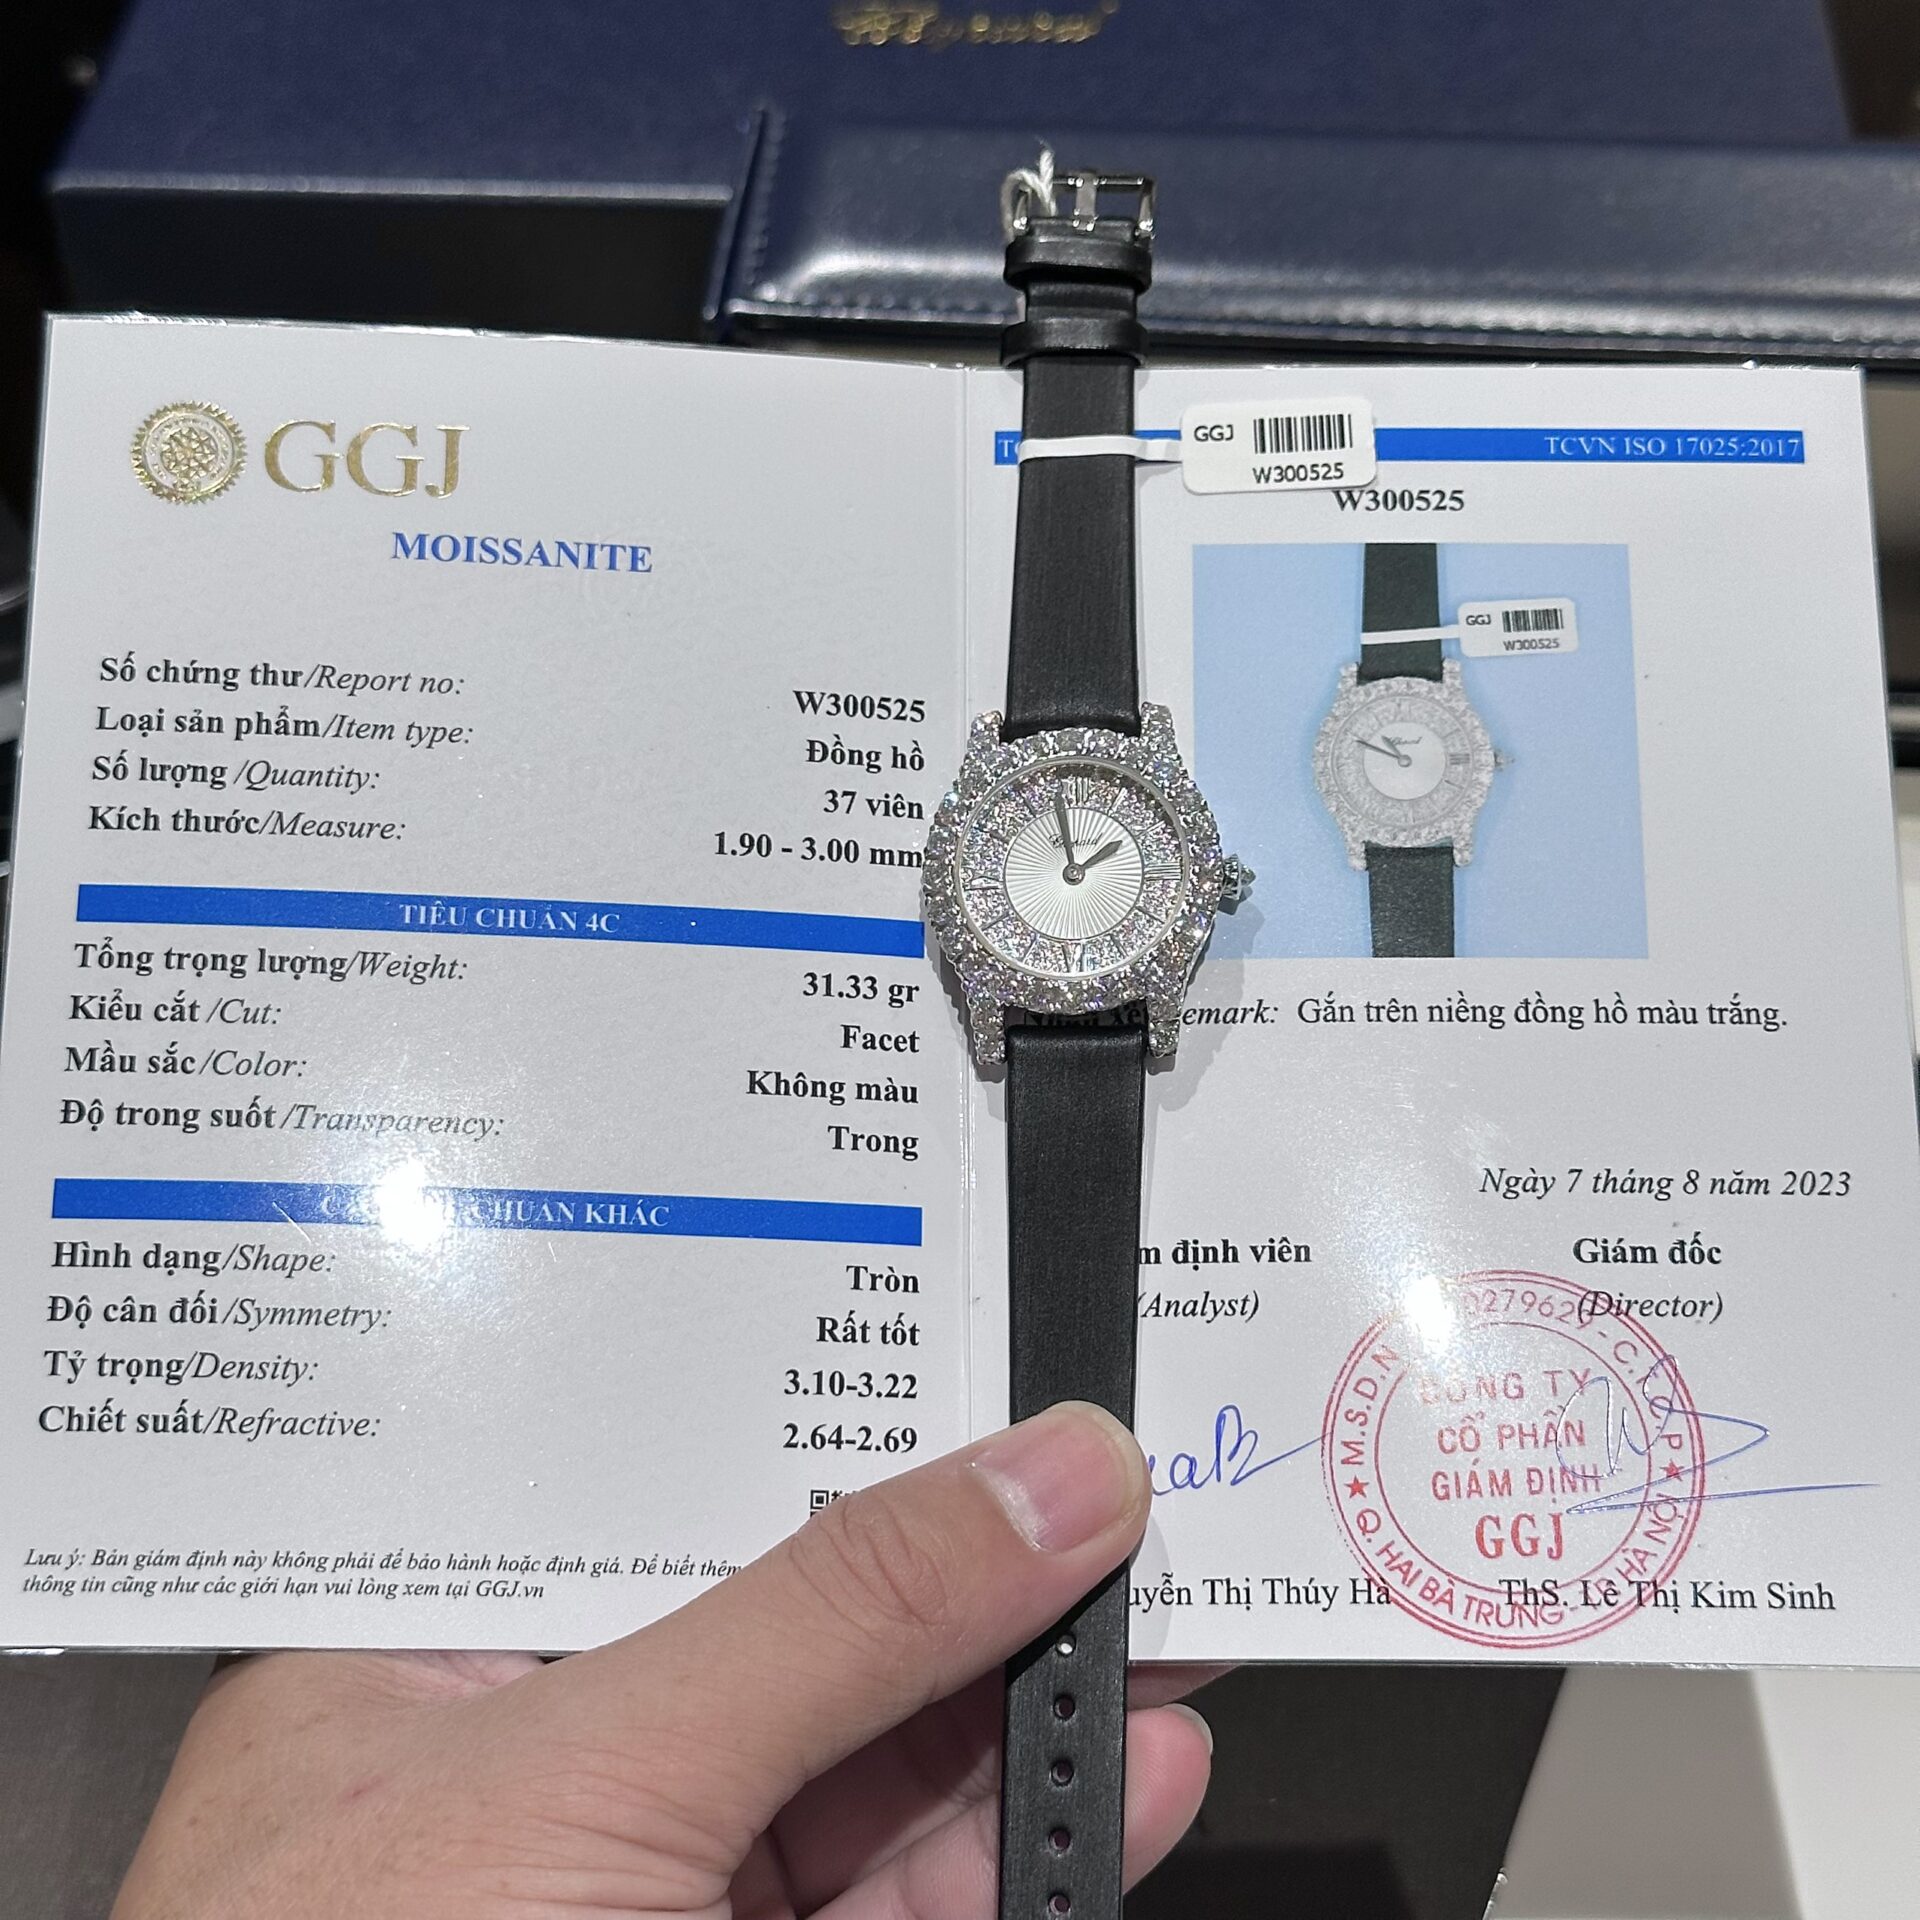 GGJ
MOISSANITE
Số chứng thư/Report no: W300525
Loại sản phẩm/Item type: Đồng hồ
Số lượng /Quantity: 37 viên
Kích thước/Measure: 1.90 - 3.00 mm
TIÊU CHUẨN 4C
Tổng trọng lượng/Weight: 31.33 gr
Kiểu cắt /Cut: Facet
Mầu sắc/Color: Không màu
Độ trong suốt /Transparency: Trong
CHUẨN KHÁC
Hình dạng/Shape: Tròn
Độ cân đối/Symmetry: Rất tốt
Tỷ trọng/Density: 3.10-3.22
Chiết suất/Refractive: 2.64-2.69
Lưu ý: Bản giám định này không phải để bảo hành hoặc định giá. Để biết thêm
thông tin cũng như các giới hạn vui lòng xem tại GGJ.vn
TCVN ISO 17025:2017
GGJ
W300525
W300525
GGJ
W300525
Chopard
Chopard
XII
emark: Gắn trên niềng đồng hồ màu trắng.
Ngày 7 tháng 8 năm 2023
m định viên Giám đốc
(Analyst) (Director)
M.S.D.N 0279620 - C.T.C.P
CÔNG TY
CỔ PHẦN
GIÁM ĐỊNH
GGJ
Q. HAI BÀ TRƯNG - TP HÀ NỘI
uyễn Thị Thúy Hà ThS. Lê Thị Kim Sinh